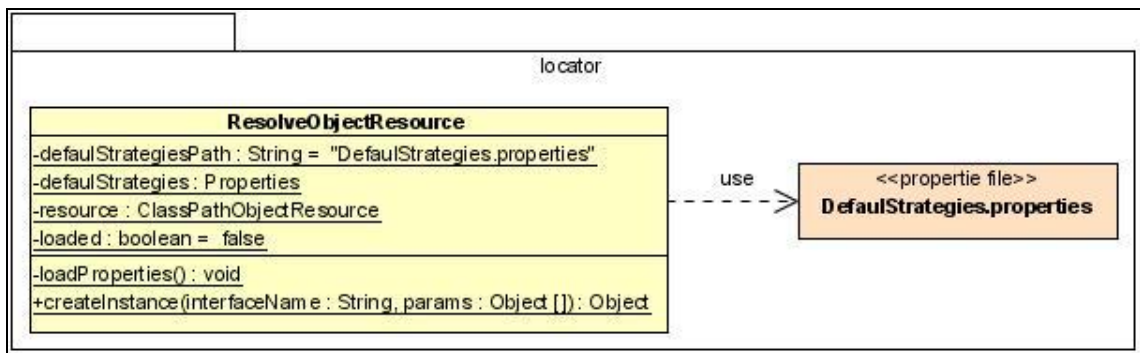 locator
ResolveObjectResource
-defaulStrategiesPath : String = "DefaulStrategies.properties"
-defaulStrategies : Properties
-resource : ClassPathObjectResource
-loaded : boolean = false
-loadProperties() : void
+createInstance(interfaceName : String, params : Object []) : Object
use
<<propertie file>>
DefaulStrategies.properties